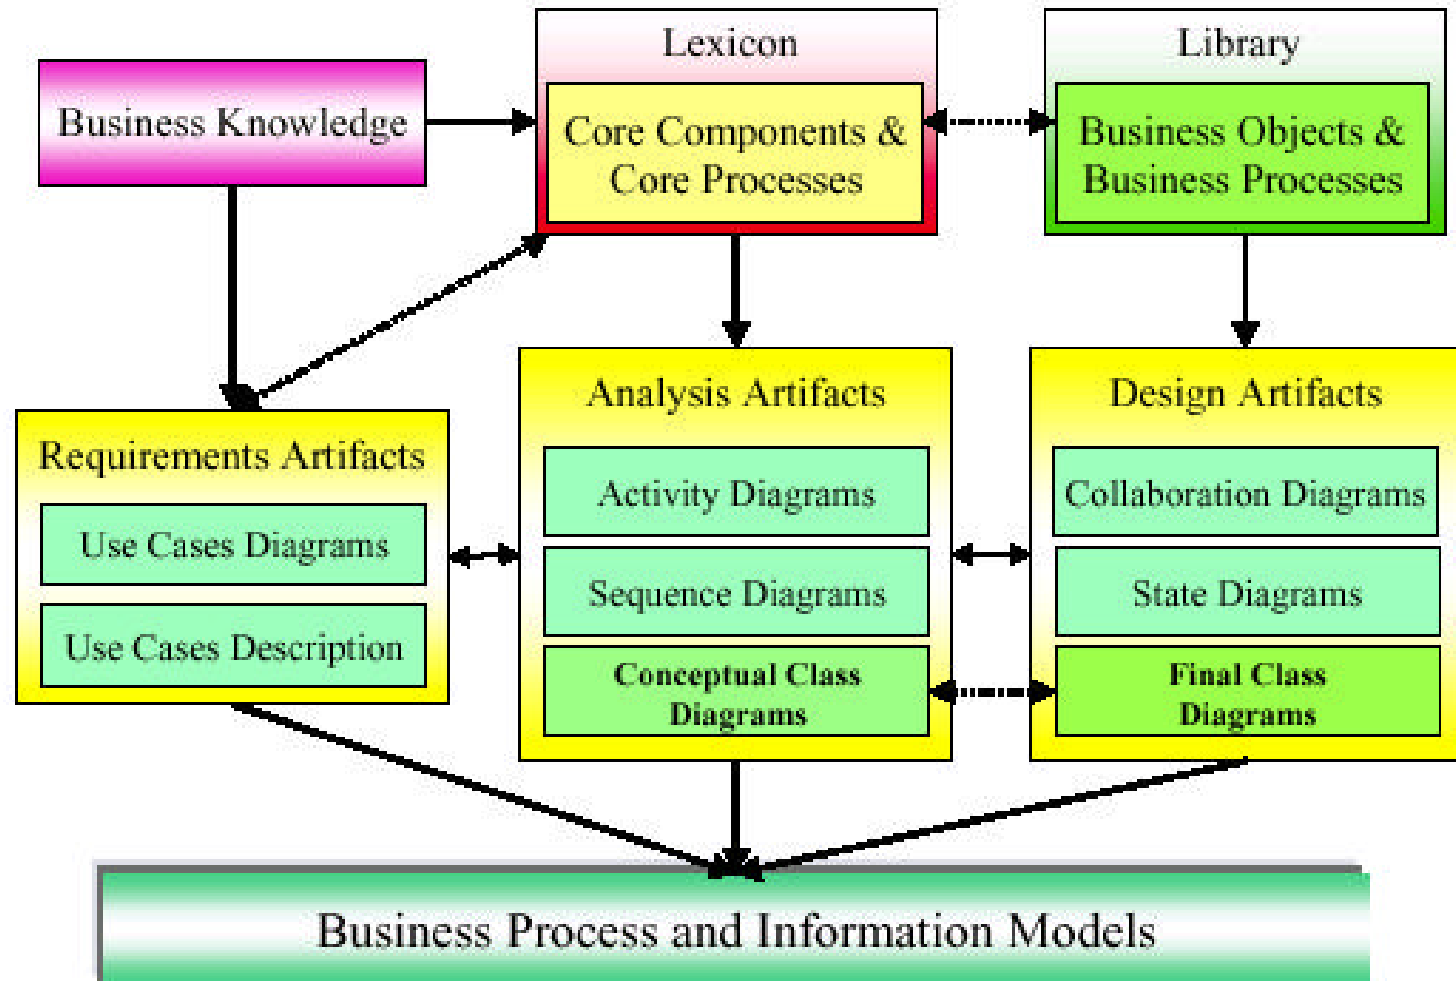 Business Knowledge
Lexicon
Core Components &
Core Processes
Library
Business Objects &
Business Processes
Requirements Artifacts
Use Cases Diagrams
Use Cases Description
Analysis Artifacts
Activity Diagrams
Sequence Diagrams
Conceptual Class
Diagrams
Design Artifacts
Collaboration Diagrams
State Diagrams
Final Class
Diagrams
Business Process and Information Models